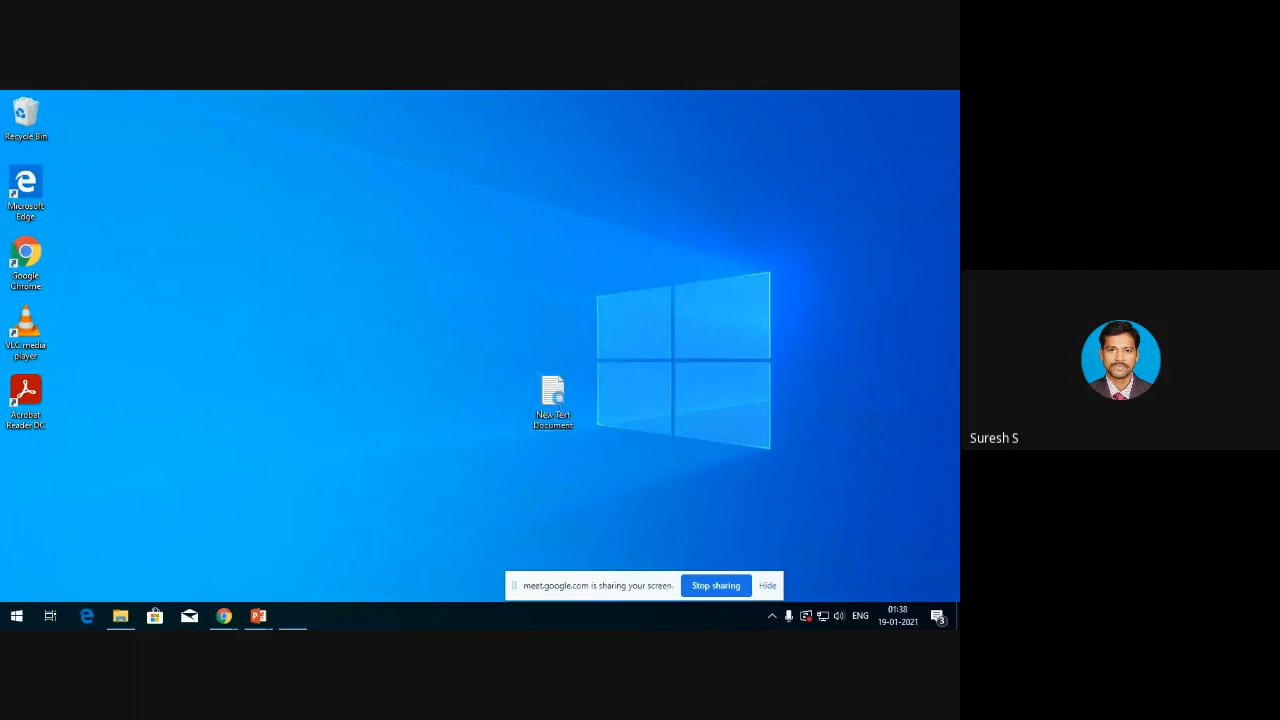 Recycle Bin
Microsoft
Edge
Google
Chrome
VLC media
player
Acrobat
Reader DC
New Text
Document
meet.google.com is sharing your screen.
Stop sharing
Hide
ENG
01:38
19-01-2021
3
Suresh S